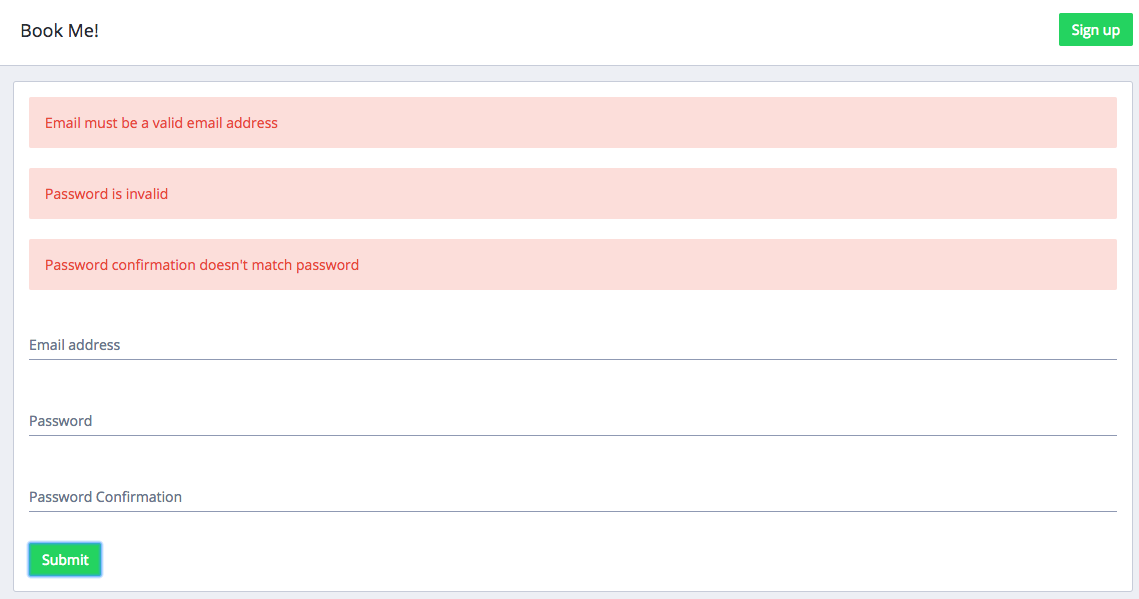 Book Me!
Sign up
Email must be a valid email address
Password is invalid
Password confirmation doesn't match password
Email address
Password
Password Confirmation
Submit